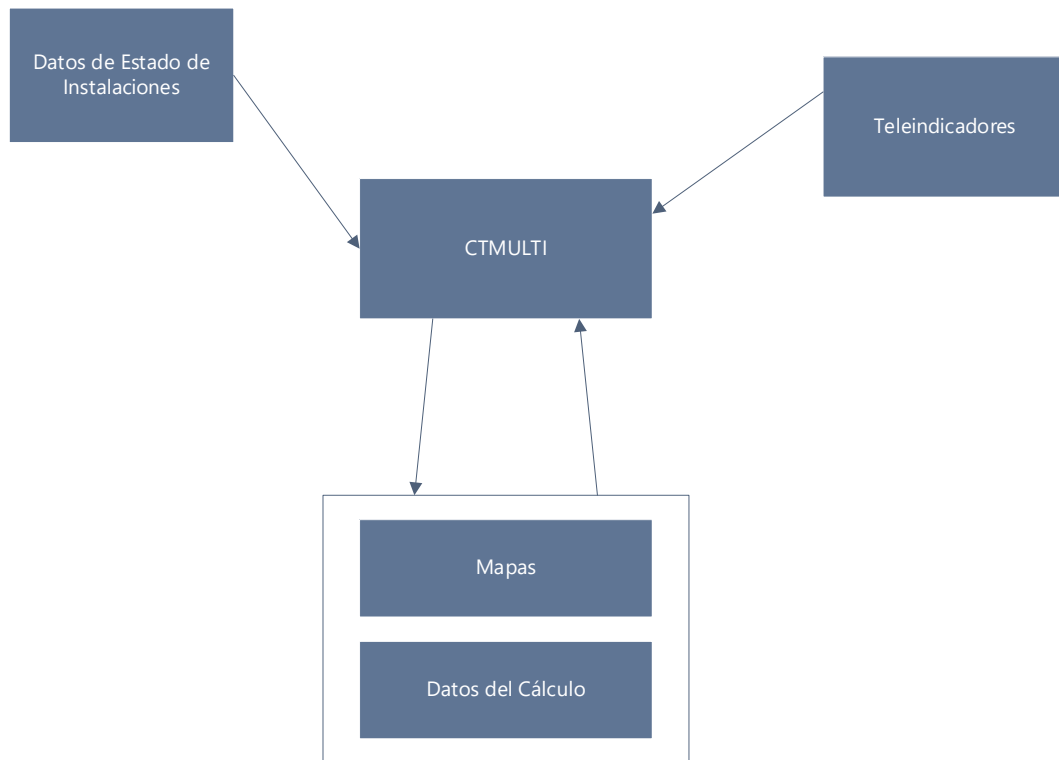 Datos de Estado de
Instalaciones
Teleindicadores
CTMULTI
Mapas
Datos del Cálculo